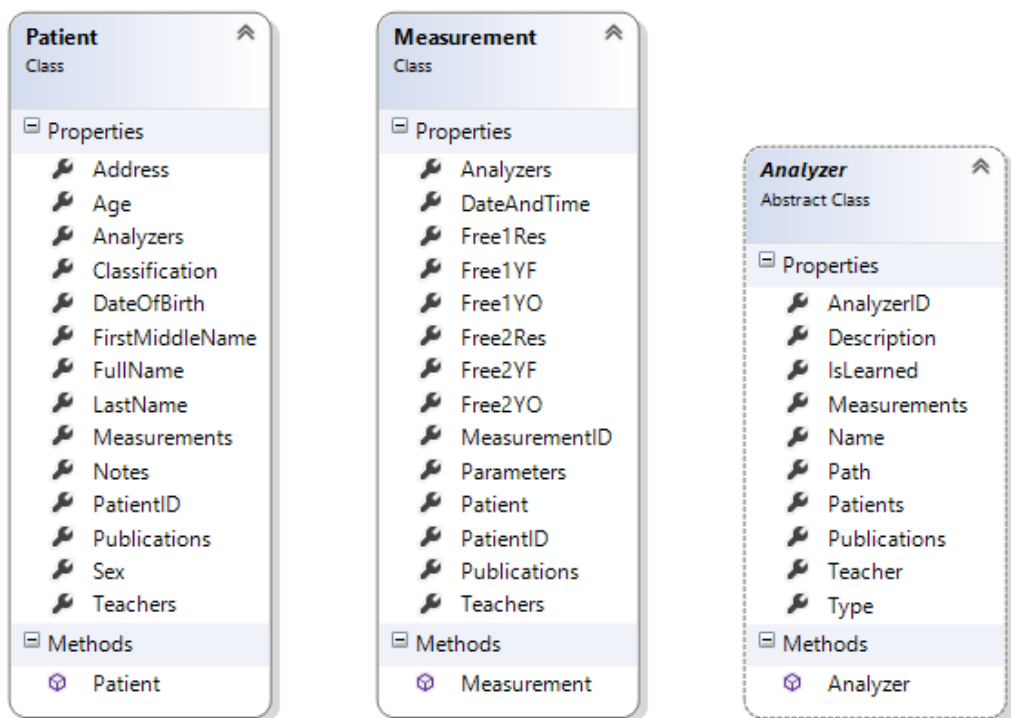 Patient
Class
Properties
Address
Age
Analyzers
Classification
DateOfBirth
FirstMiddleName
FullName
LastName
Measurements
Notes
PatientID
Publications
Sex
Teachers
Methods
Patient
Measurement
Class
Properties
Analyzers
DateAndTime
Free1Res
Free1YF
Free1YO
Free2Res
Free2YF
Free2YO
MeasurementID
Parameters
Patient
PatientID
Publications
Teachers
Methods
Measurement
Analyzer
Abstract Class
Properties
AnalyzerID
Description
IsLearned
Measurements
Name
Path
Patients
Publications
Teacher
Type
Methods
Analyzer